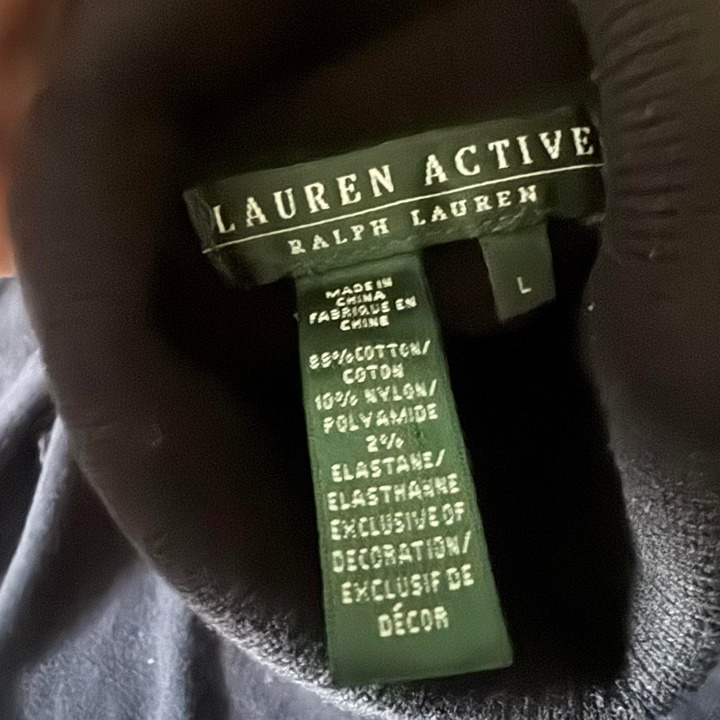 LAUREN ACTIVE
RALPH LAUREN
L
MADE IN
CHINA
FABRIQUE EN
CHINE
88% COTTON/
COTON
10% NYLON/
POLYAMIDE
2%
ELASTANE/
ELASTHANNE
EXCLUSIVE OF
DECORATION/
EXCLUSIF DE
DÉCOR